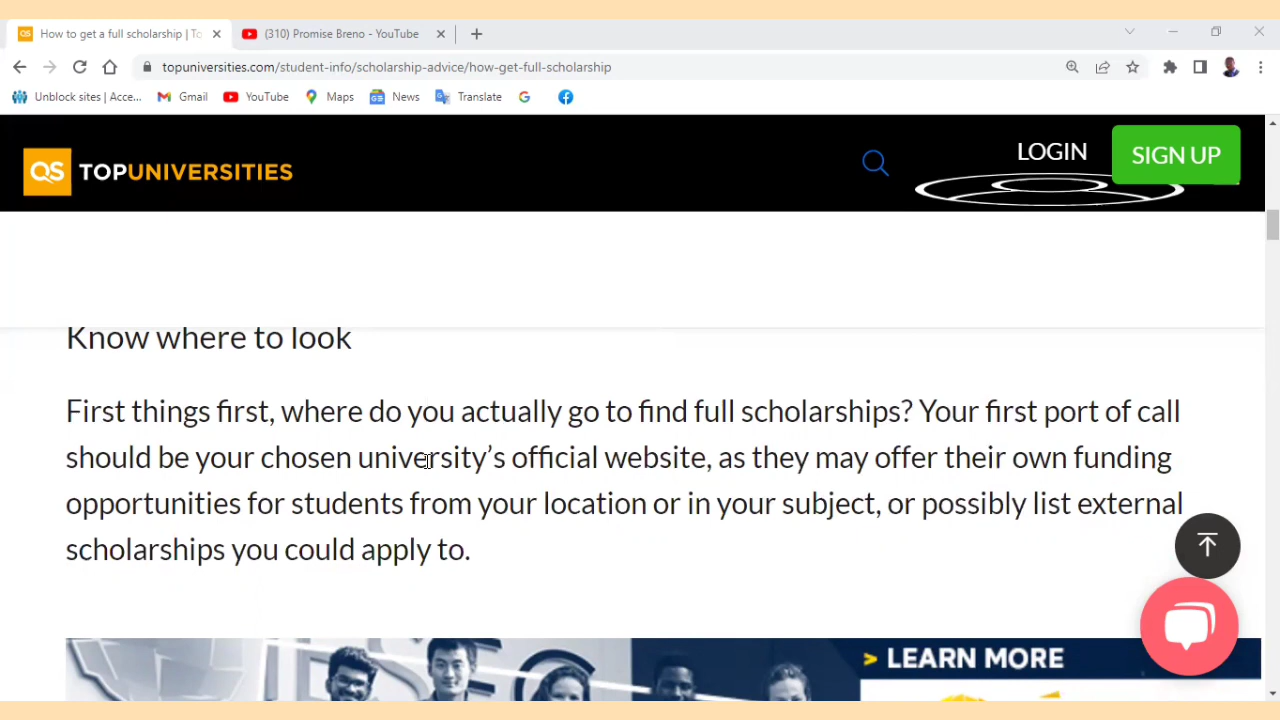 How to get a full scholarship | To
(310) Promise Breno - YouTube
topuniversities.com/student-info/scholarship-advice/how-get-full-scholarship
Unblock sites | Acce... Gmail YouTube Maps News Translate
QS TOPUNIVERSITIES
LOGIN
SIGN UP
Know where to look
First things first, where do you actually go to find full scholarships? Your first port of call
should be your chosen university’s official website, as they may offer their own funding
opportunities for students from your location or in your subject, or possibly list external
scholarships you could apply to.
> LEARN MORE